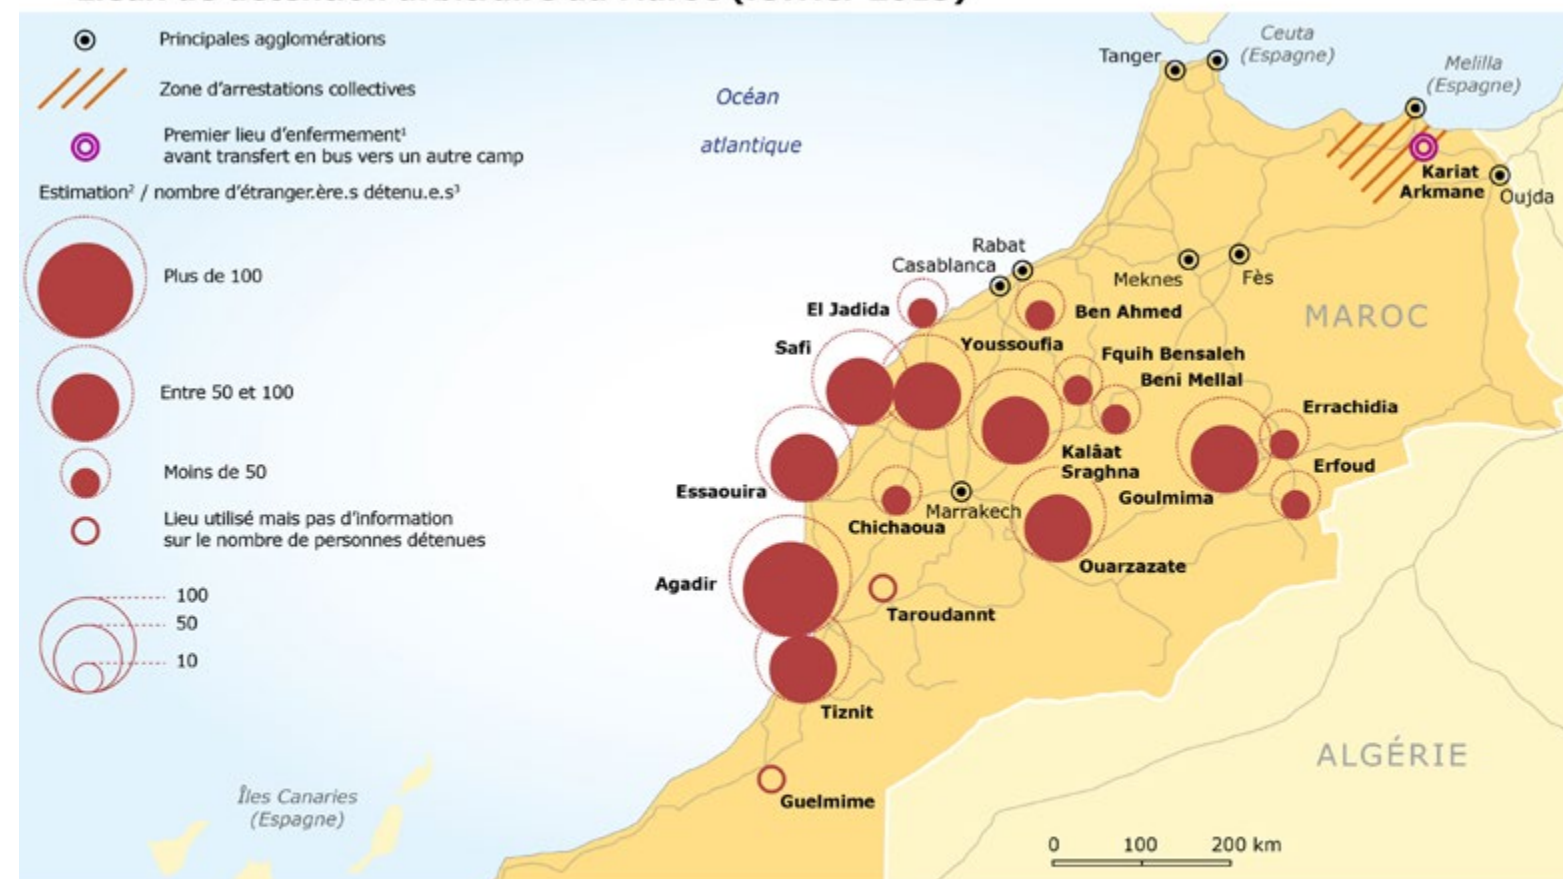 Principales agglomérations
Zone d'arrestations collectives
Premier lieu d'enfermement¹
avant transfert en bus vers un autre camp
Estimation² / nombre d'étranger.ère.s détenu.e.s³
Plus de 100
Entre 50 et 100
Moins de 50
Lieu utilisé mais pas d'information
sur le nombre de personnes détenues
100
50
10
Océan
atlantique
Tanger
Ceuta
(Espagne)
Melilla
(Espagne)
Kariat
Arkmane
Oujda
Rabat
Casablanca
Meknes
Fès
El Jadida
Ben Ahmed
MAROC
Safi
Youssoufia
Fquih Bensaleh
Beni Mellal
Errachidia
Kalâat
Sraghna
Erfoud
Essaouira
Goulmima
Marrakech
Chichaoua
Ouarzazate
Agadir
Taroudannt
Tiznit
ALGÉRIE
Guelmime
Îles Canaries
(Espagne)
0 100 200 km